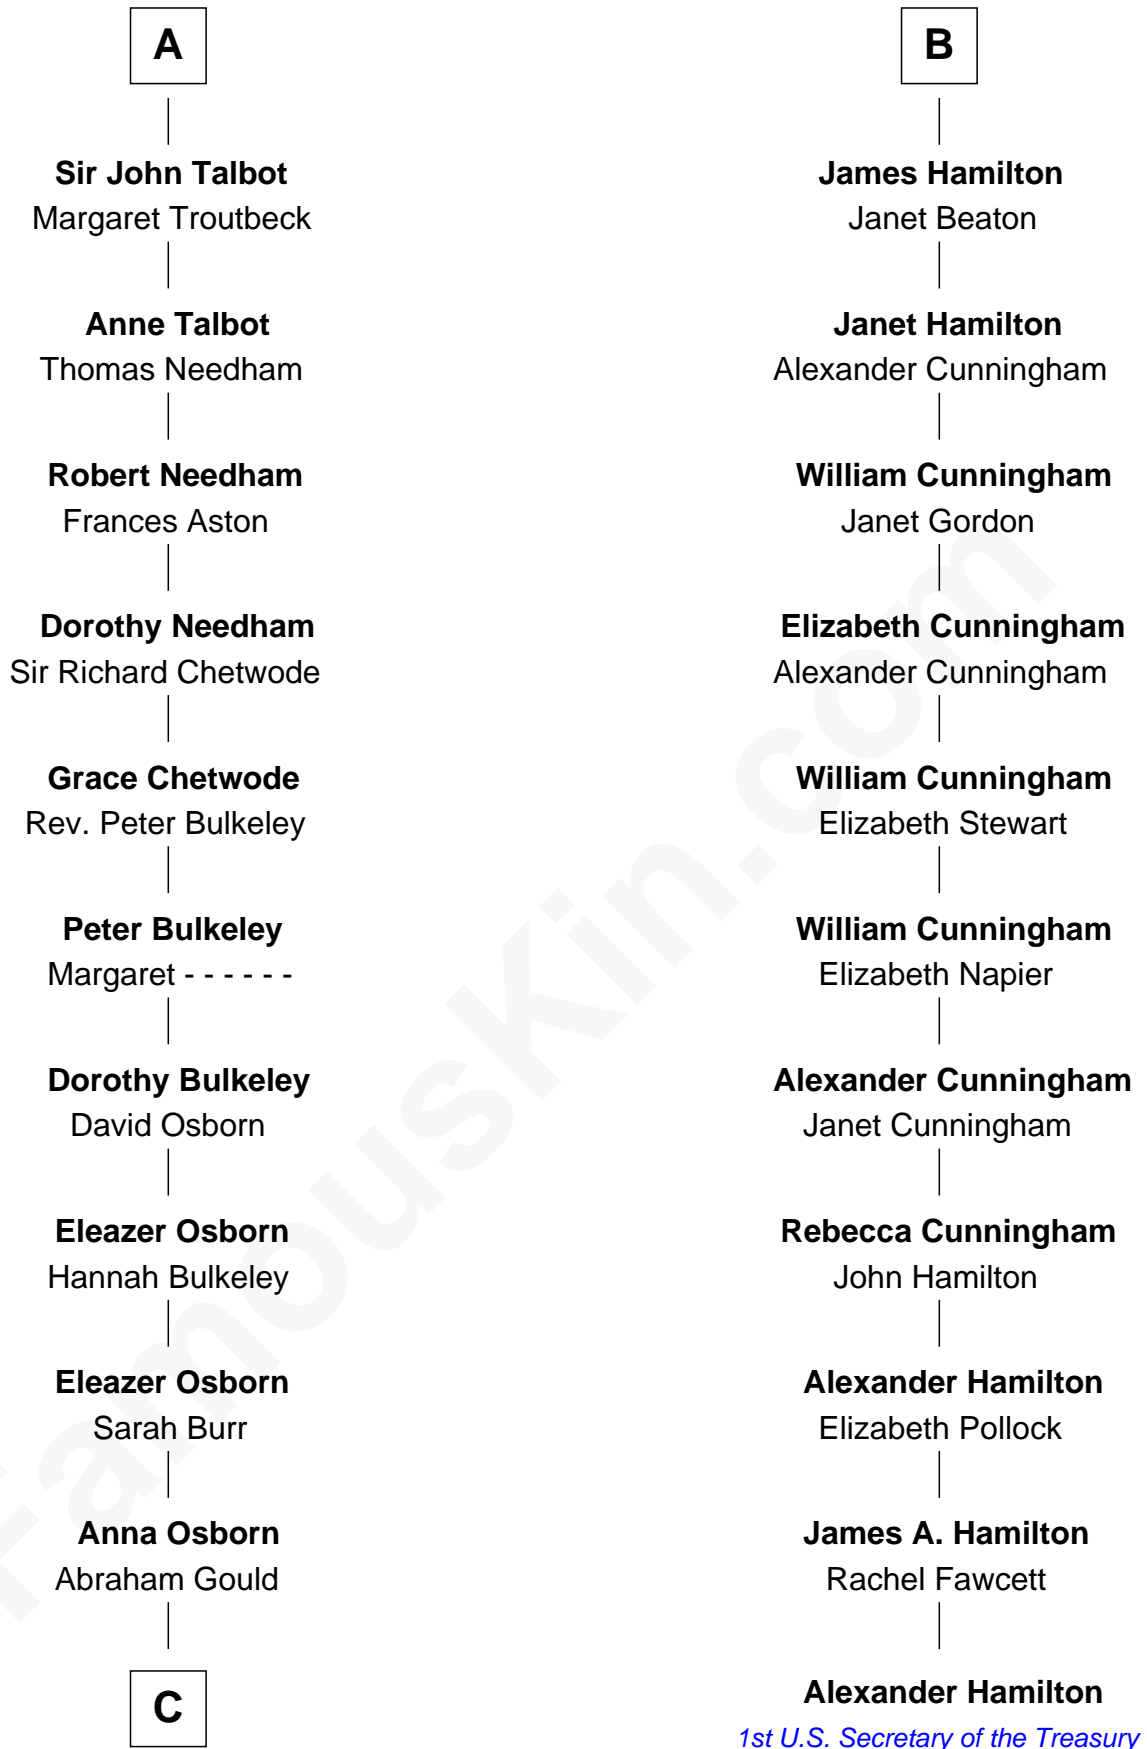 A
Sir John Talbot
Margaret Troutbeck
Anne Talbot
Thomas Needham
Robert Needham
Frances Aston
Dorothy Needham
Sir Richard Chetwode
Grace Chetwode
Rev. Peter Bulkeley
Peter Bulkeley
Margaret - - - - - -
Dorothy Bulkeley
David Osborn
Eleazer Osborn
Hannah Bulkeley
Eleazer Osborn
Sarah Burr
Anna Osborn
Abraham Gould
C
B
James Hamilton
Janet Beaton
Janet Hamilton
Alexander Cunningham
William Cunningham
Janet Gordon
Elizabeth Cunningham
Alexander Cunningham
William Cunningham
Elizabeth Stewart
William Cunningham
Elizabeth Napier
Alexander Cunningham
Janet Cunningham
Rebecca Cunningham
John Hamilton
Alexander Hamilton
Elizabeth Pollock
James A. Hamilton
Rachel Fawcett
Alexander Hamilton
1st U.S. Secretary of the Treasury
FamousKin.com